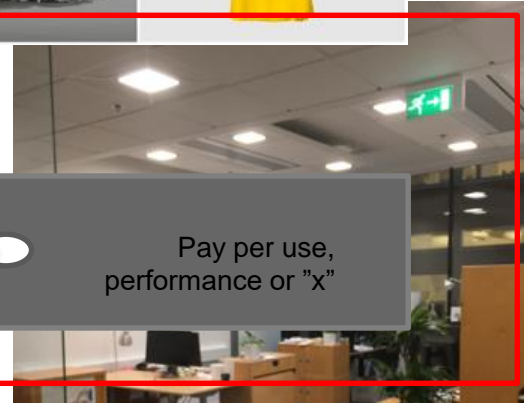 Pay per use,
performance or ”x”